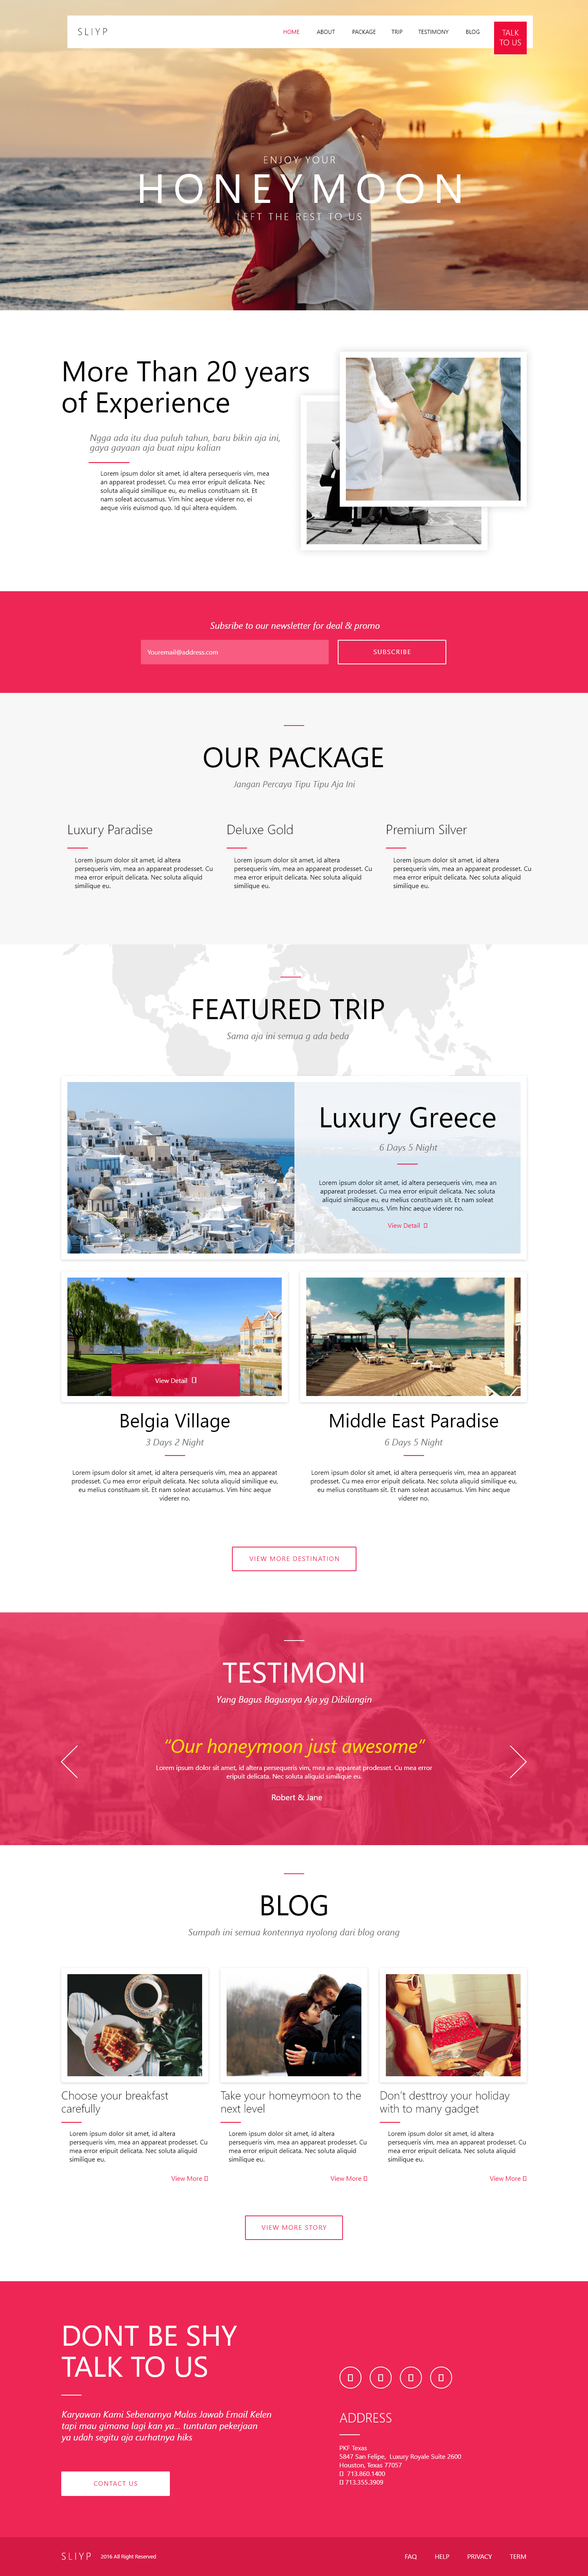 SLIYP
HOME ABOUT PACKAGE TRIP TESTIMONY BLOG
TALK
TO US
ENJOY YOUR
HONEYMOON
LEFT THE REST TO US
More Than 20 years
of Experience
Ngga ada itu dua puluh tahun, baru bikin aja ini,
gaya gayaan aja buat nipu kalian
Lorem ipsum dolor sit amet, id altera persequeris vim, mea
an appareat prodesset. Cu mea error eripuit delicata. Nec
soluta aliquid similique eu, eu melius constituam sit. Et
nam soleat accusamus. Vim hinc aeque viderer no, ei
aeque viris euismod quo. Id qui altera equidem.
Subsribe to our newsletter for deal & promo
Youremail@address.com
SUBSCRIBE
OUR PACKAGE
Jangan Percaya Tipu Tipu Aja Ini
Luxury Paradise
Lorem ipsum dolor sit amet, id altera
persequeris vim, mea an appareat prodesset. Cu
mea error eripuit delicata. Nec soluta aliquid
similique eu.
Deluxe Gold
Lorem ipsum dolor sit amet, id altera
persequeris vim, mea an appareat prodesset. Cu
mea error eripuit delicata. Nec soluta aliquid
similique eu.
Premium Silver
Lorem ipsum dolor sit amet, id altera
persequeris vim, mea an appareat prodesset. Cu
mea error eripuit delicata. Nec soluta aliquid
similique eu.
FEATURED TRIP
Sama aja ini semua g ada beda
Luxury Greece
6 Days 5 Night
Lorem ipsum dolor sit amet, id altera persequeris vim, mea an
appareat prodesset. Cu mea error eripuit delicata. Nec soluta
aliquid similique eu, eu melius constituam sit. Et nam soleat
accusamus. Vim hinc aeque viderer no.
View Detail
View Detail
Belgia Village
3 Days 2 Night
Lorem ipsum dolor sit amet, id altera persequeris vim, mea an appareat
prodesset. Cu mea error eripuit delicata. Nec soluta aliquid similique eu,
eu melius constituam sit. Et nam soleat accusamus. Vim hinc aeque
viderer no.
Middle East Paradise
6 Days 5 Night
Lorem ipsum dolor sit amet, id altera persequeris vim, mea an appareat
prodesset. Cu mea error eripuit delicata. Nec soluta aliquid similique eu,
eu melius constituam sit. Et nam soleat accusamus. Vim hinc aeque
viderer no.
VIEW MORE DESTINATION
TESTIMONI
Yang Bagus Bagusnya Aja yg Dibilangin
“Our honeymoon just awesome”
Lorem ipsum dolor sit amet, id altera persequeris vim, mea an appareat prodesset. Cu mea error
eripuit delicata. Nec soluta aliquid similique eu.
Robert & Jane
BLOG
Sumpah ini semua kontennya nyolong dari blog orang
Choose your breakfast
carefully
Lorem ipsum dolor sit amet, id altera
persequeris vim, mea an appareat prodesset. Cu
mea error eripuit delicata. Nec soluta aliquid
similique eu.
View More
Take your homeymoon to the
next level
Lorem ipsum dolor sit amet, id altera
persequeris vim, mea an appareat prodesset. Cu
mea error eripuit delicata. Nec soluta aliquid
similique eu.
View More
Don't desttroy your holiday
with to many gadget
Lorem ipsum dolor sit amet, id altera
persequeris vim, mea an appareat prodesset. Cu
mea error eripuit delicata. Nec soluta aliquid
similique eu.
View More
VIEW MORE STORY
DONT BE SHY
TALK TO US
Karyawan Kami Sebenarnya Malas Jawab Email Kelen
tapi mau gimana lagi kan ya... tuntutan pekerjaan
ya udah segitu aja curhatnya hiks
CONTACT US
ADDRESS
PKF Texas
5847 San Felipe, Luxury Royale Suite 2600
Houston, Texas 77057
713.860.1400
713.355.3909
SLIYP 2016 All Right Reserved
FAQ HELP PRIVACY TERM